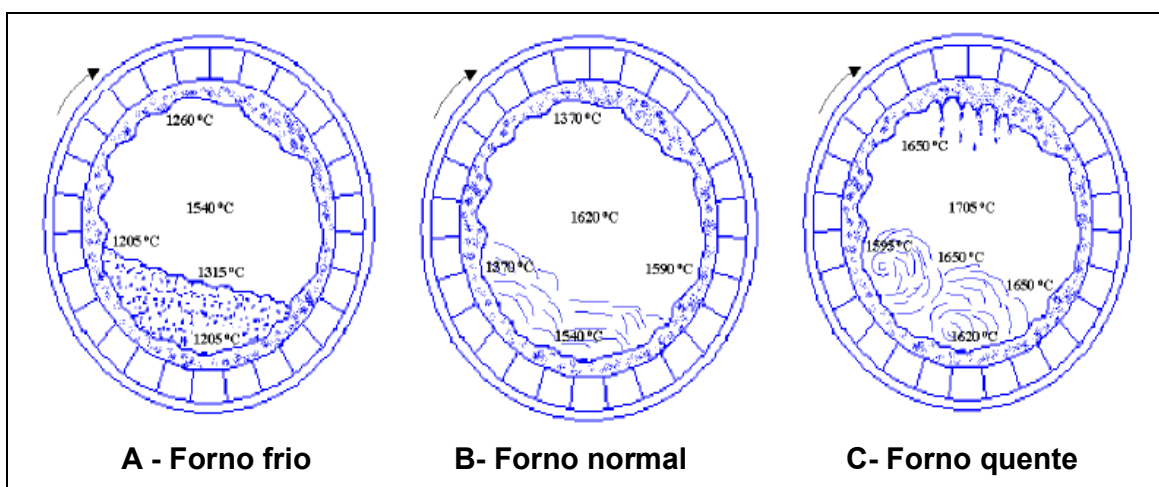 1260 °C
1540 °C
1205 °C
1315 °C
1205 °C
A - Forno frio
1370 °C
1620 °C
1370 °C
1590 °C
1540 °C
B- Forno normal
1650 °C
1705 °C
1595 °C
1650 °C
1650 °C
1620 °C
C- Forno quente